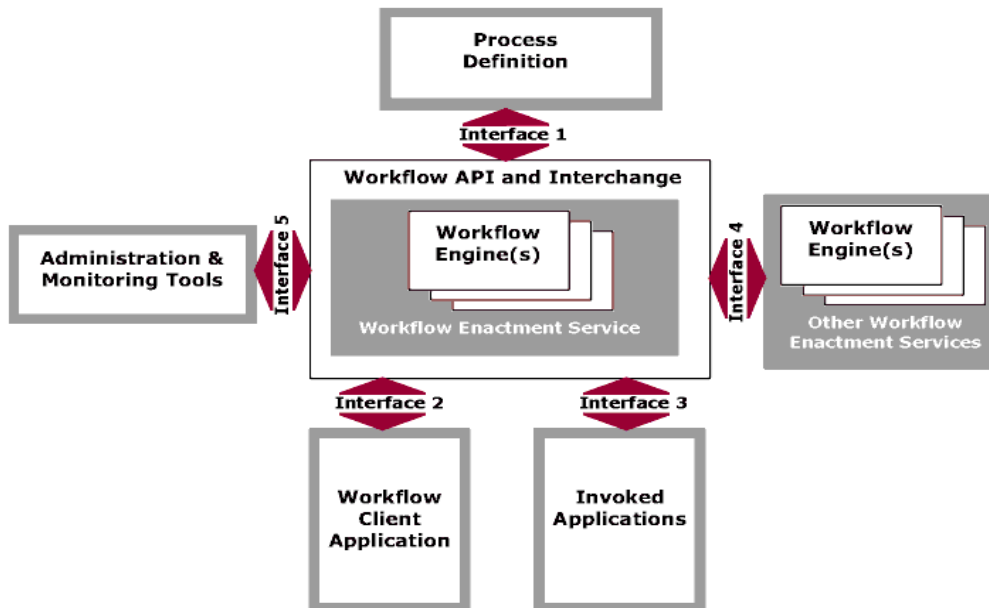 Process
Definition
Interface 1
Workflow API and Interchange
Interface 5
Administration &
Monitoring Tools
Workflow
Engine(s)
Workflow Enactment Service
Interface 4
Workflow
Engine(s)
Other Workflow
Enactment Services
Interface 2
Interface 3
Workflow
Client
Application
Invoked
Applications